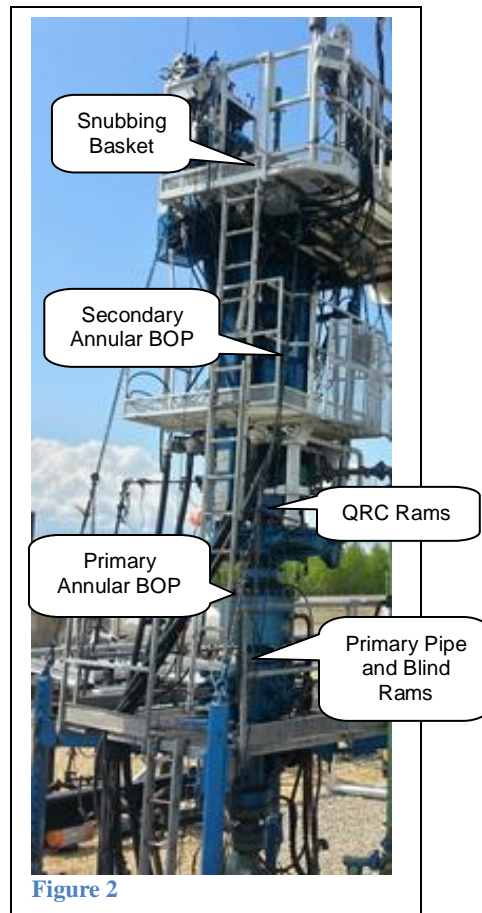 Snubbing
Basket
Secondary
Annular BOP
QRC Rams
Primary
Annular BOP
Primary Pipe
and Blind
Rams
Figure 2